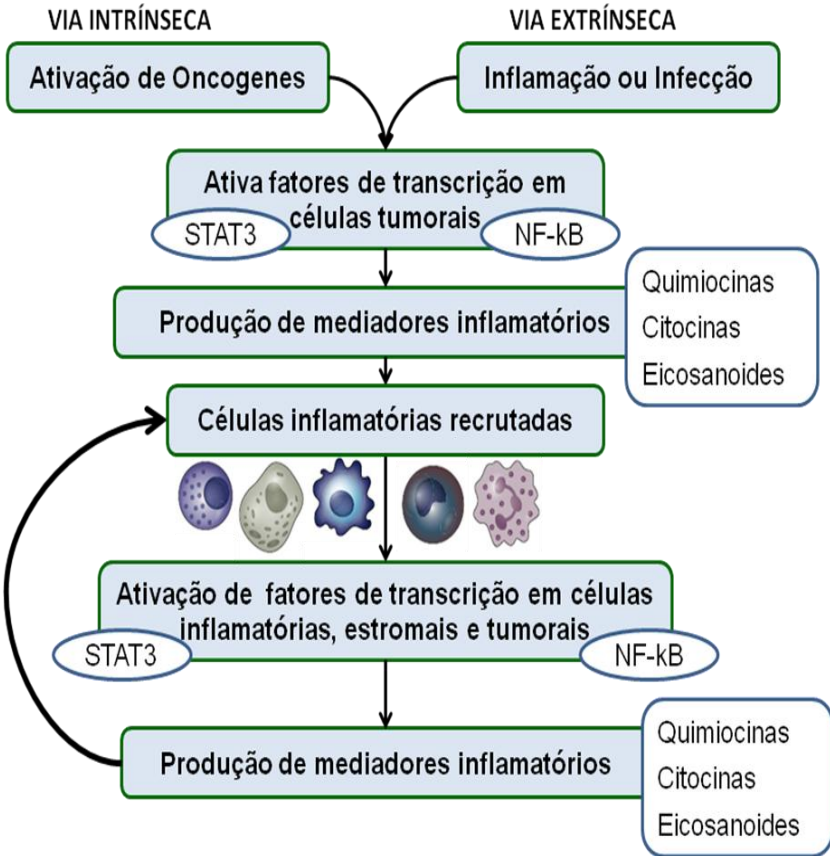 VIA INTRÍNSECA
VIA EXTRÍNSECA
Ativação de Oncogenes
Inflamação ou Infecção
Ativa fatores de transcrição em
células tumorais
STAT3
NF-kB
Produção de mediadores inflamatórios
Quimiocinas
Citocinas
Eicosanoides
Células inflamatórias recrutadas
Ativação de fatores de transcrição em células
inflamatórias, estromais e tumorais
STAT3
NF-kB
Produção de mediadores inflamatórios
Quimiocinas
Citocinas
Eicosanoides